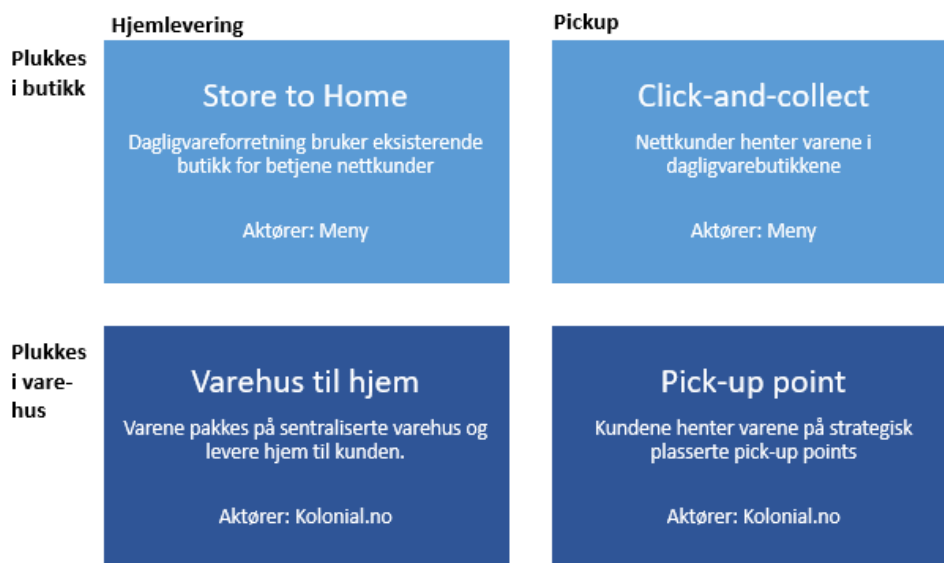 Hjemlevering
Pickup
Plukkes
i butikk
Store to Home
Dagligvareforretning bruker eksisterende
butikk for betjene nettkunder
Aktører: Meny
Click-and-collect
Nettkunder henter varene i
dagligvarebutikkene
Aktører: Meny
Plukkes
i vare-
hus
Varehus til hjem
Varene pakkes på sentraliserte varehus og
levere hjem til kunden.
Aktører: Kolonial.no
Pick-up point
Kundene henter varene på strategisk
plasserte pick-up points
Aktører: Kolonial.no